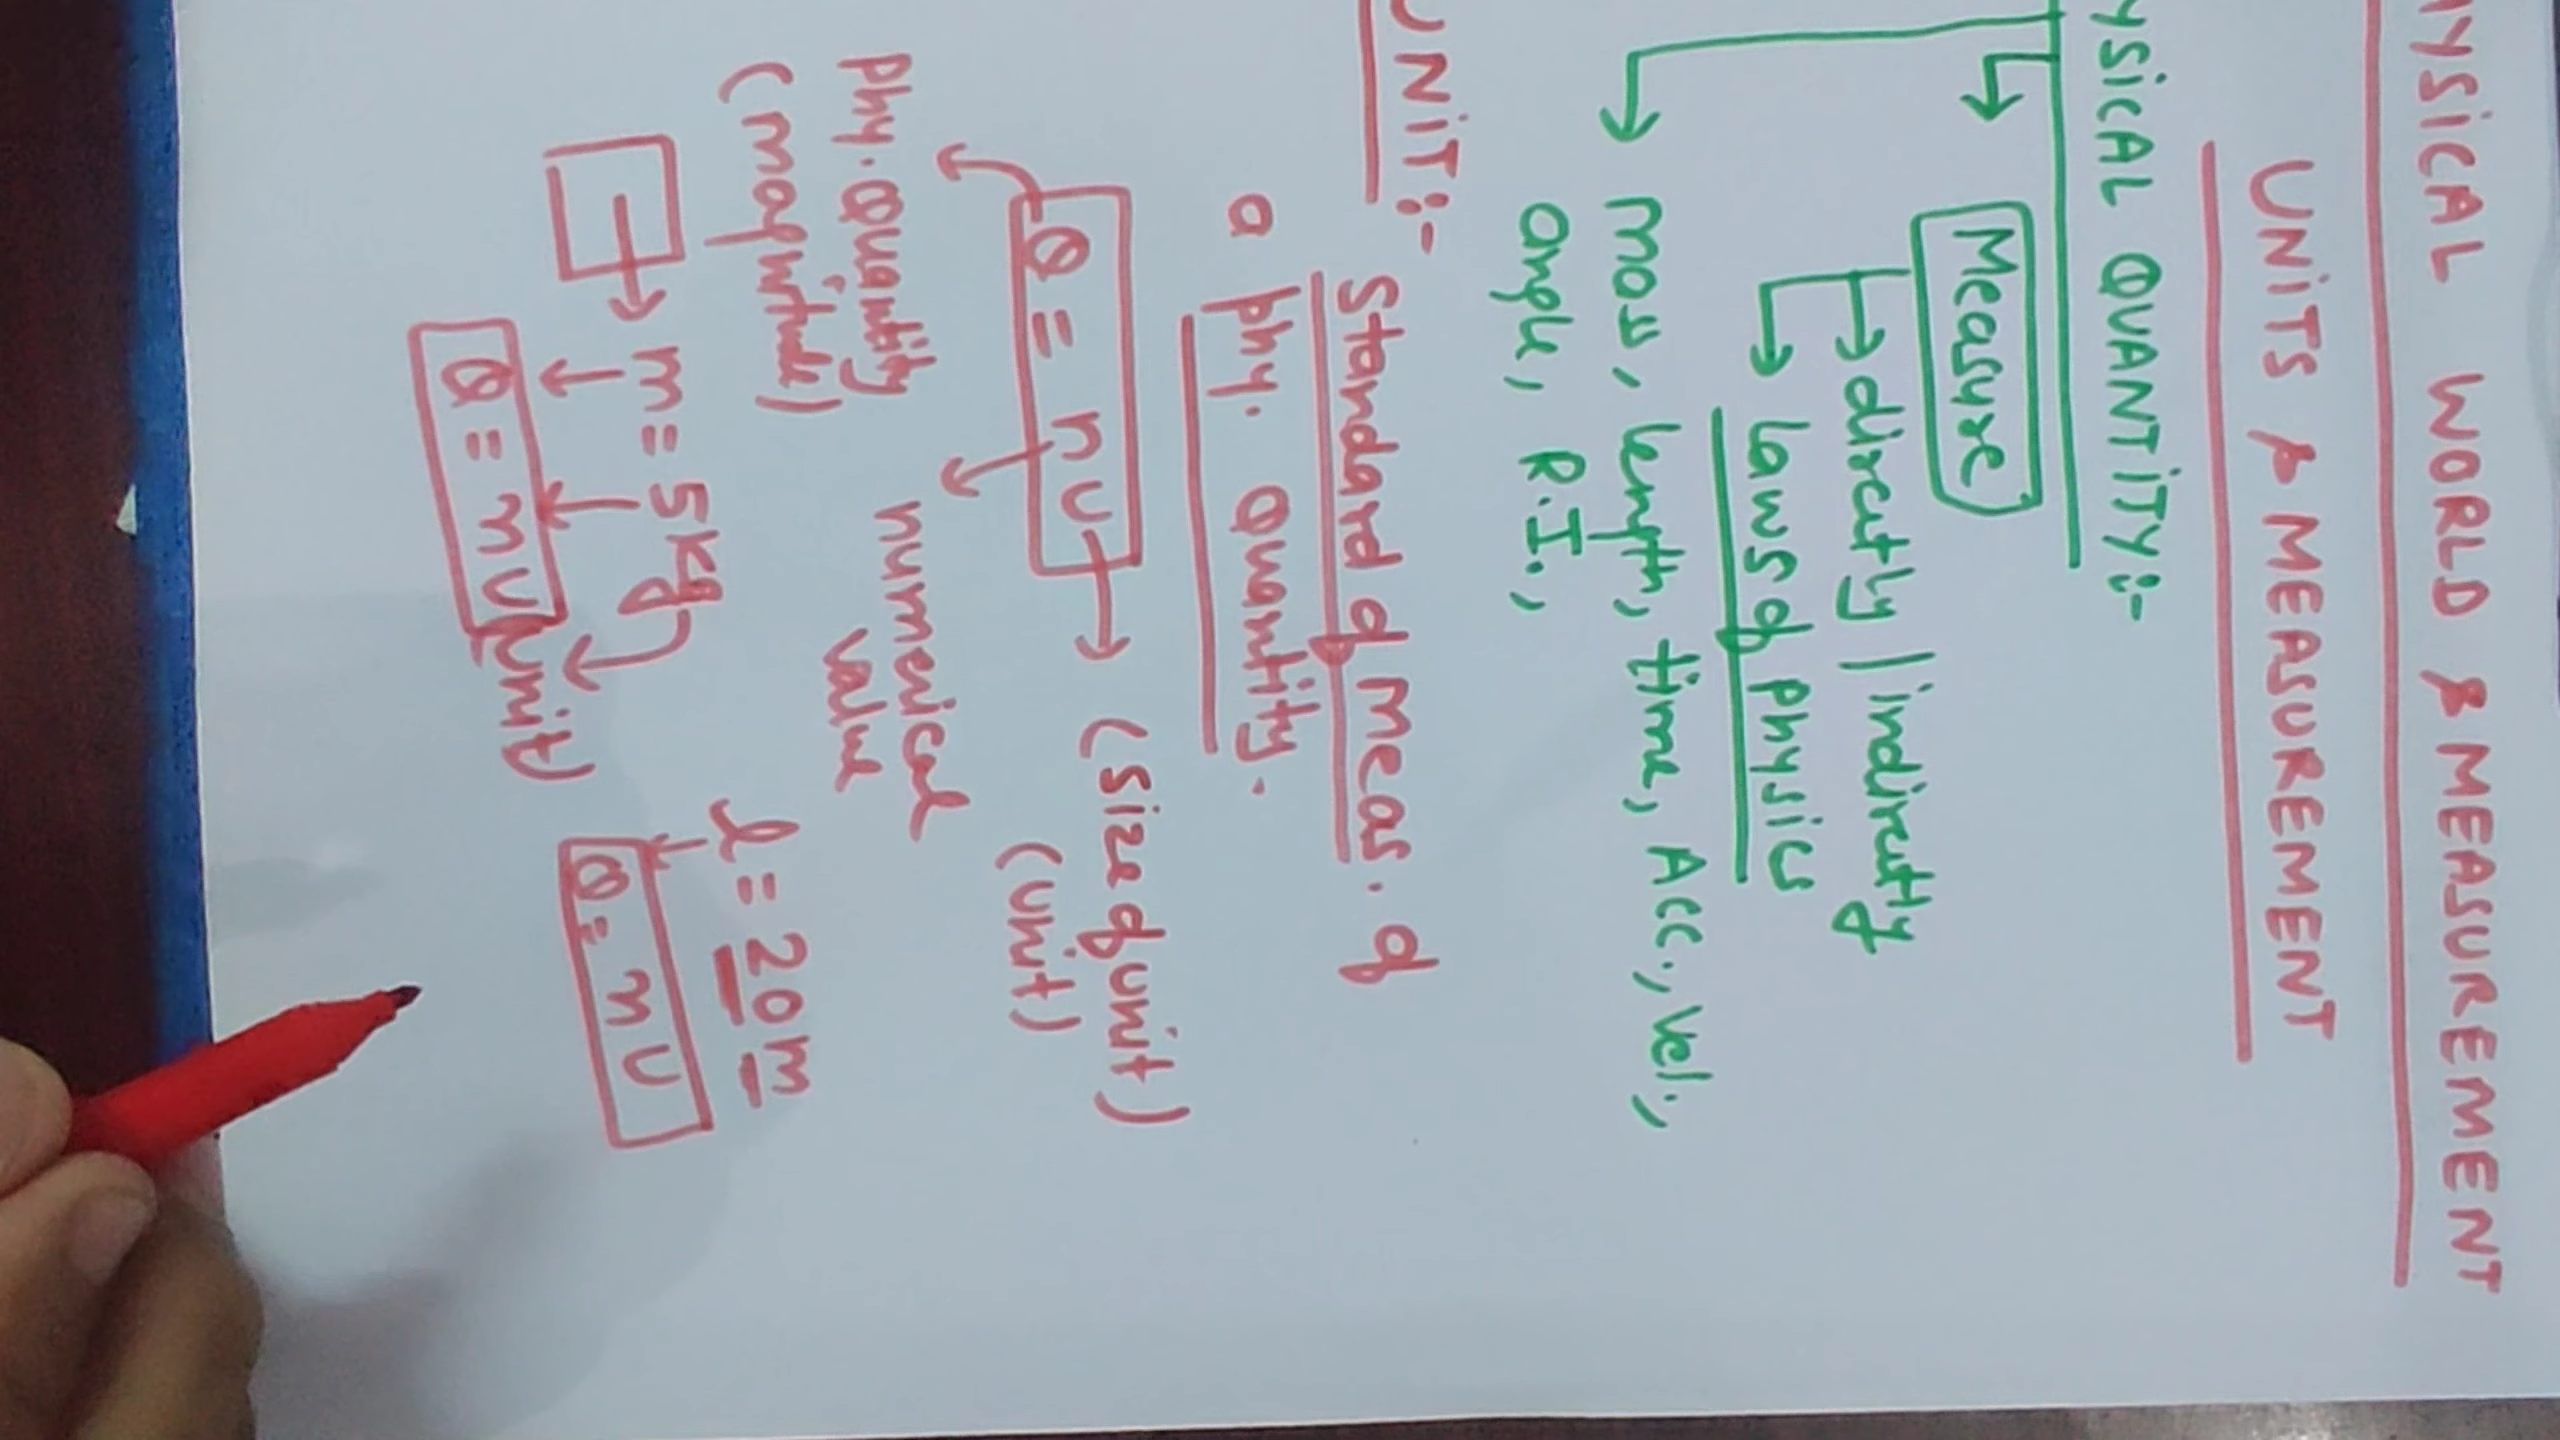 YSICAL WORLD & MEASUREMENT
UNITS & MEASUREMENT
YSICAL QUANTITY:-
Measure
directly / indirectly
laws of physics
mass, length, time, Acc., Vel.,
angle, R.I.,
UNIT:- Standard of meas. of
a phy. Quantity.
Q = nu (Size of unit)
(unit)
Phy. Quantity numerical
(magnitude) value
m = 5kg l = 20m
Q = nu (unit) Q = nu